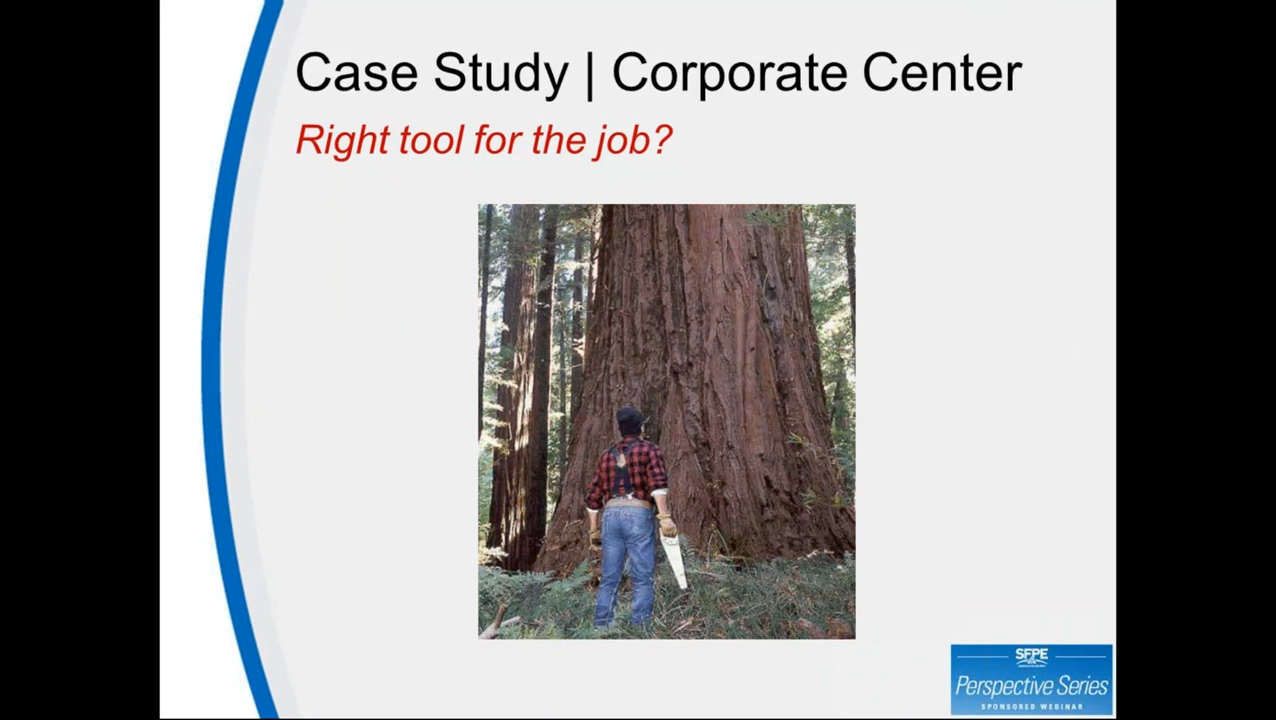 Case Study | Corporate Center
Right tool for the job?
SFPE
Perspective Series
SPONSORED WEBINAR